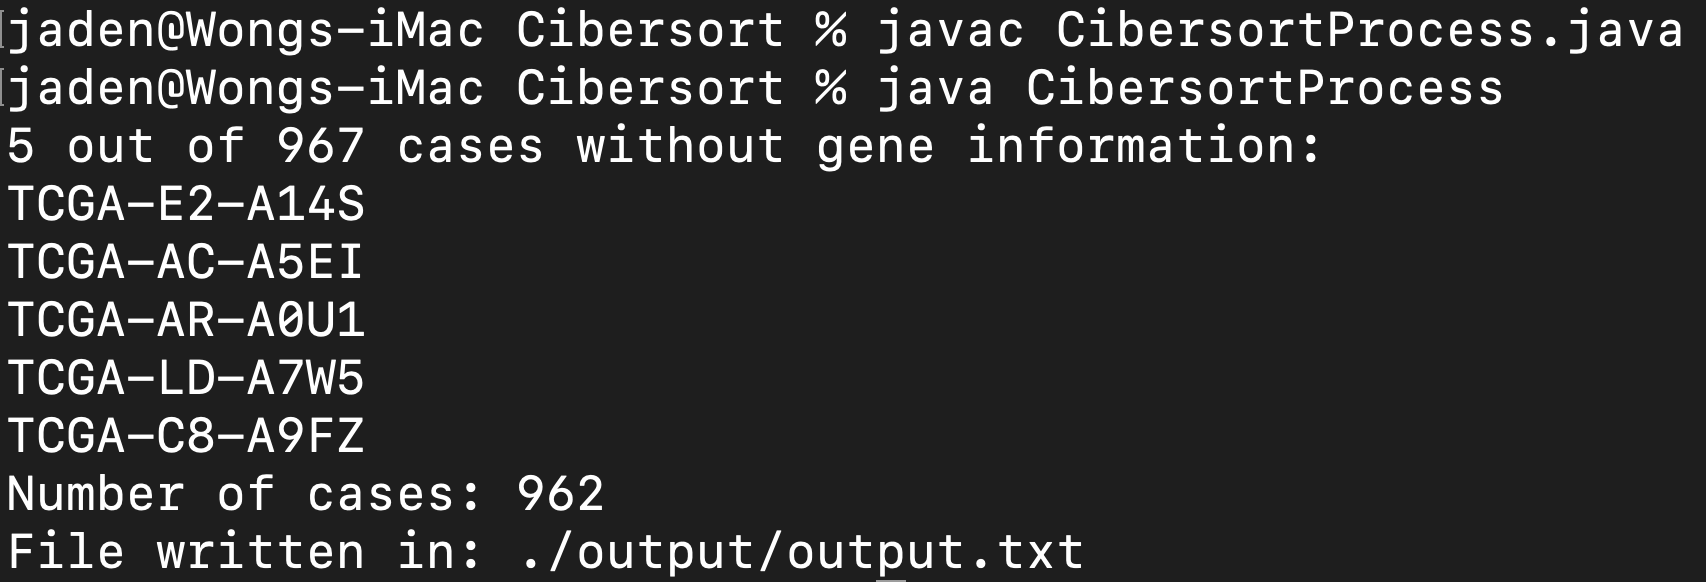 jaden@Wongs-iMac Cibersort % javac CibersortProcess.java
jaden@Wongs-iMac Cibersort % java CibersortProcess
5 out of 967 cases without gene information:
TCGA-E2-A14S
TCGA-AC-A5EI
TCGA-AR-A0U1
TCGA-LD-A7W5
TCGA-C8-A9FZ
Number of cases: 962
File written in: ./output/output.txt